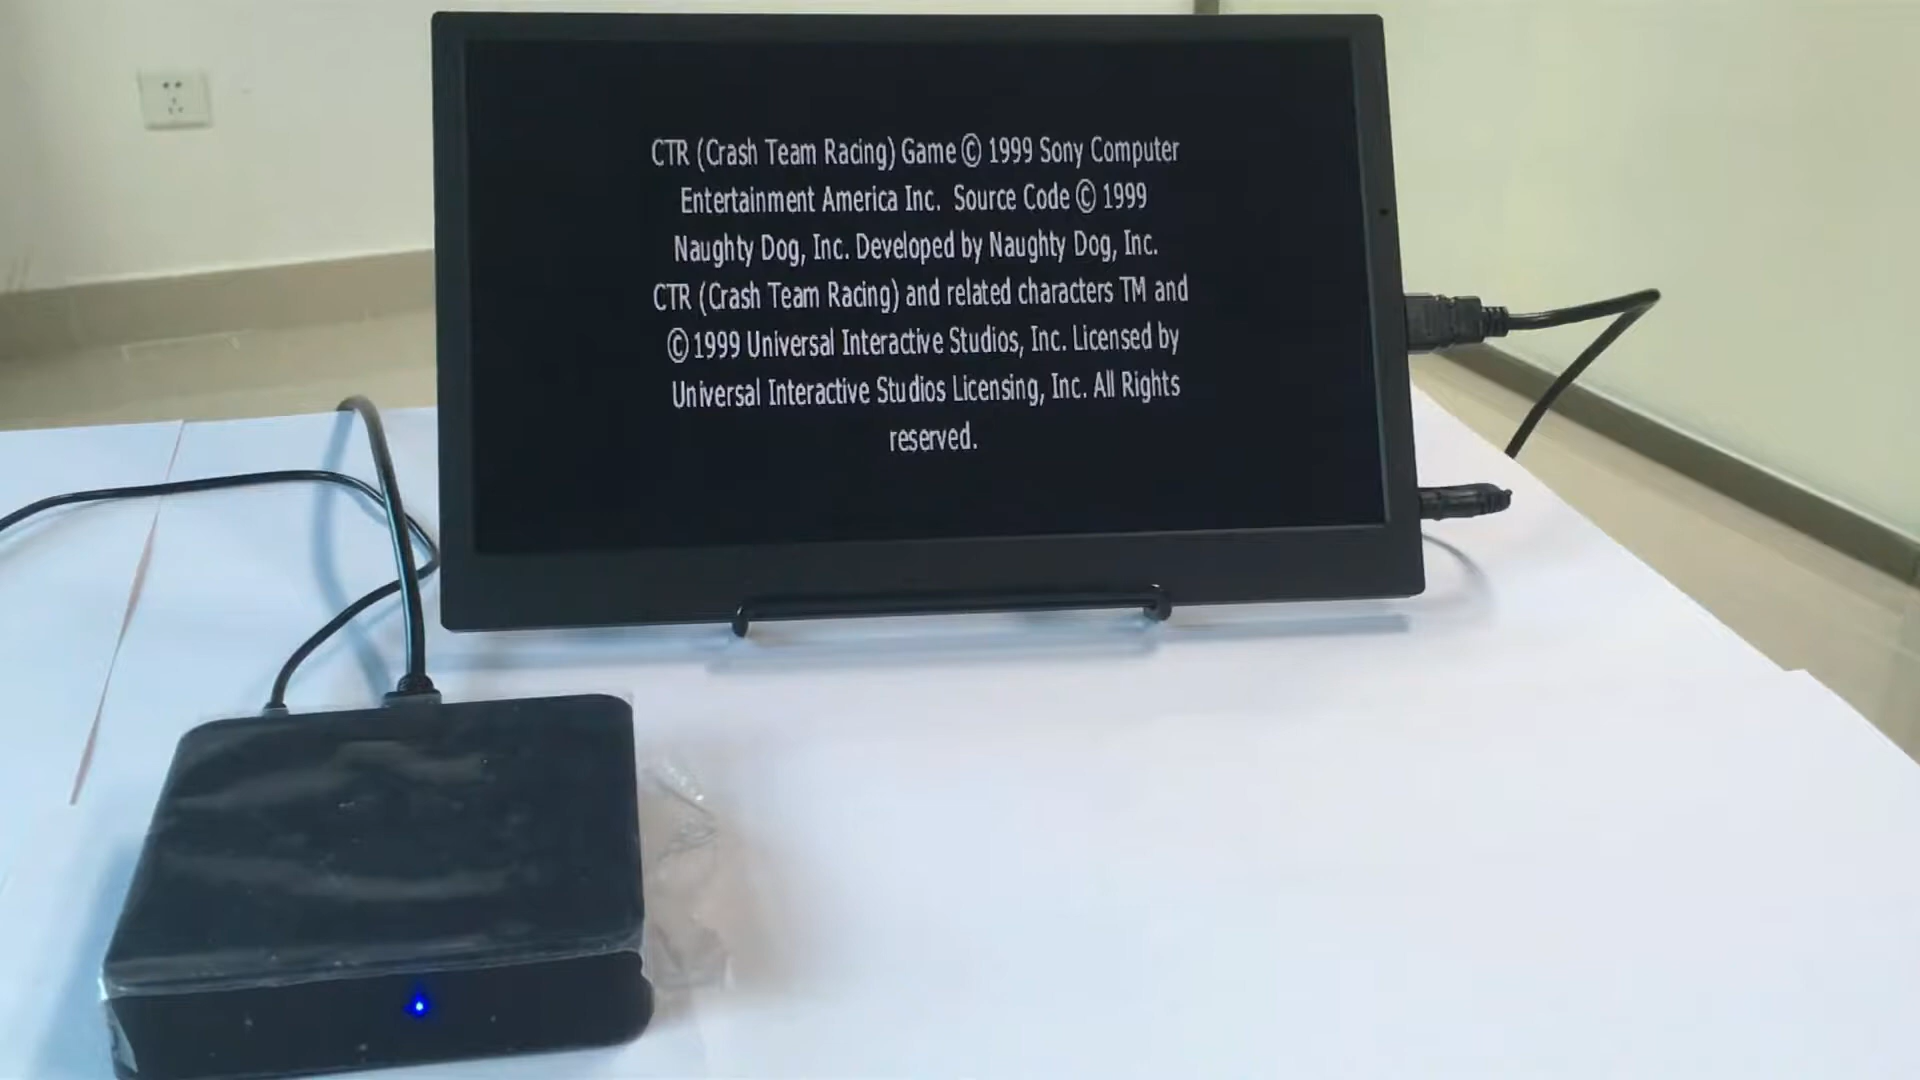 CTR (Crash Team Racing) Game © 1999 Sony Computer
Entertainment America Inc. Source Code © 1999
Naughty Dog, Inc. Developed by Naughty Dog, Inc.
CTR (Crash Team Racing) and related characters TM and
© 1999 Universal Interactive Studios, Inc. Licensed by
Universal Interactive Studios Licensing, Inc. All Rights
reserved.